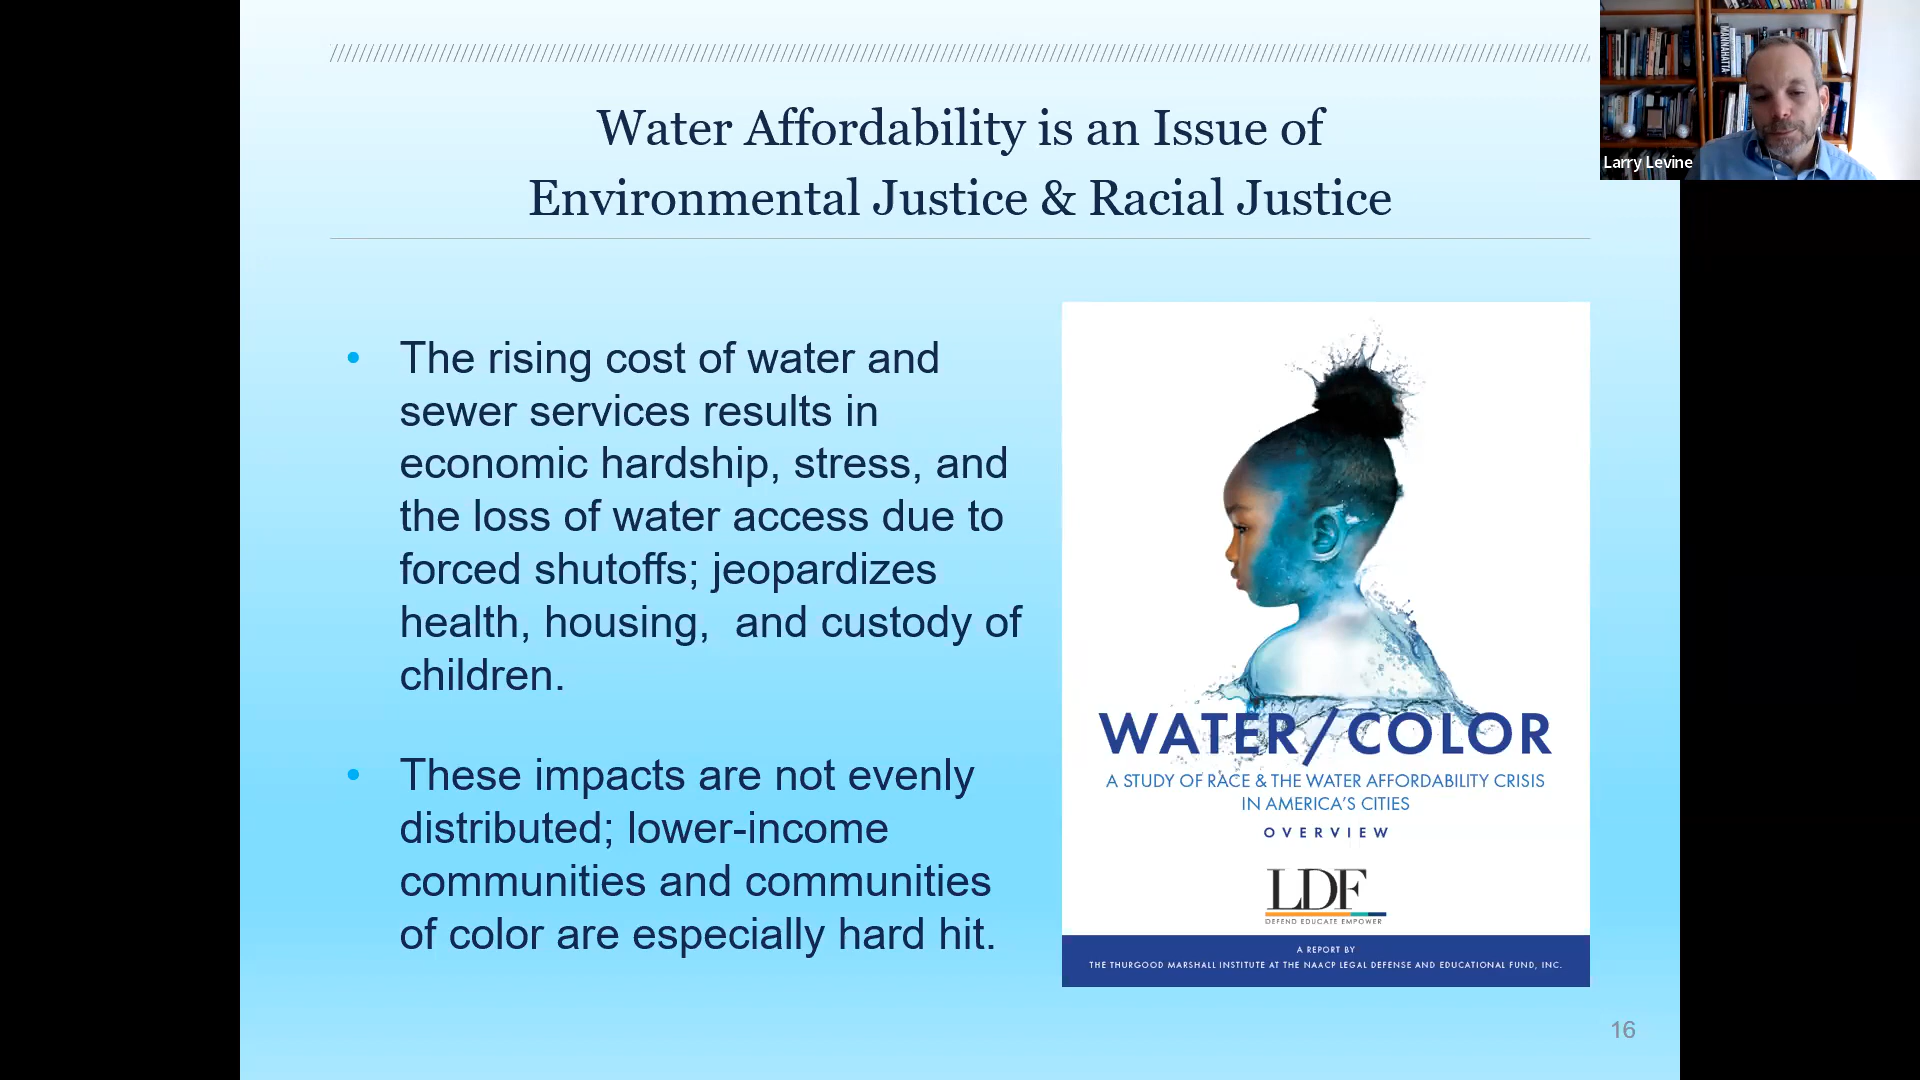 Water Affordability is an Issue of
Environmental Justice & Racial Justice
MANNAHATTA
Larry Levine
• The rising cost of water and
sewer services results in
economic hardship, stress, and
the loss of water access due to
forced shutoffs; jeopardizes
health, housing,  and custody of
children.
• These impacts are not evenly
distributed; lower-income
communities and communities
of color are especially hard hit.
WATER/COLOR
A STUDY OF RACE & THE WATER AFFORDABILITY CRISIS
IN AMERICA'S CITIES
OVERVIEW
LDF
DEFEND EDUCATE EMPOWER
A REPORT BY
THE THURGOOD MARSHALL INSTITUTE AT THE NAACP LEGAL DEFENSE AND EDUCATIONAL FUND, INC.
16